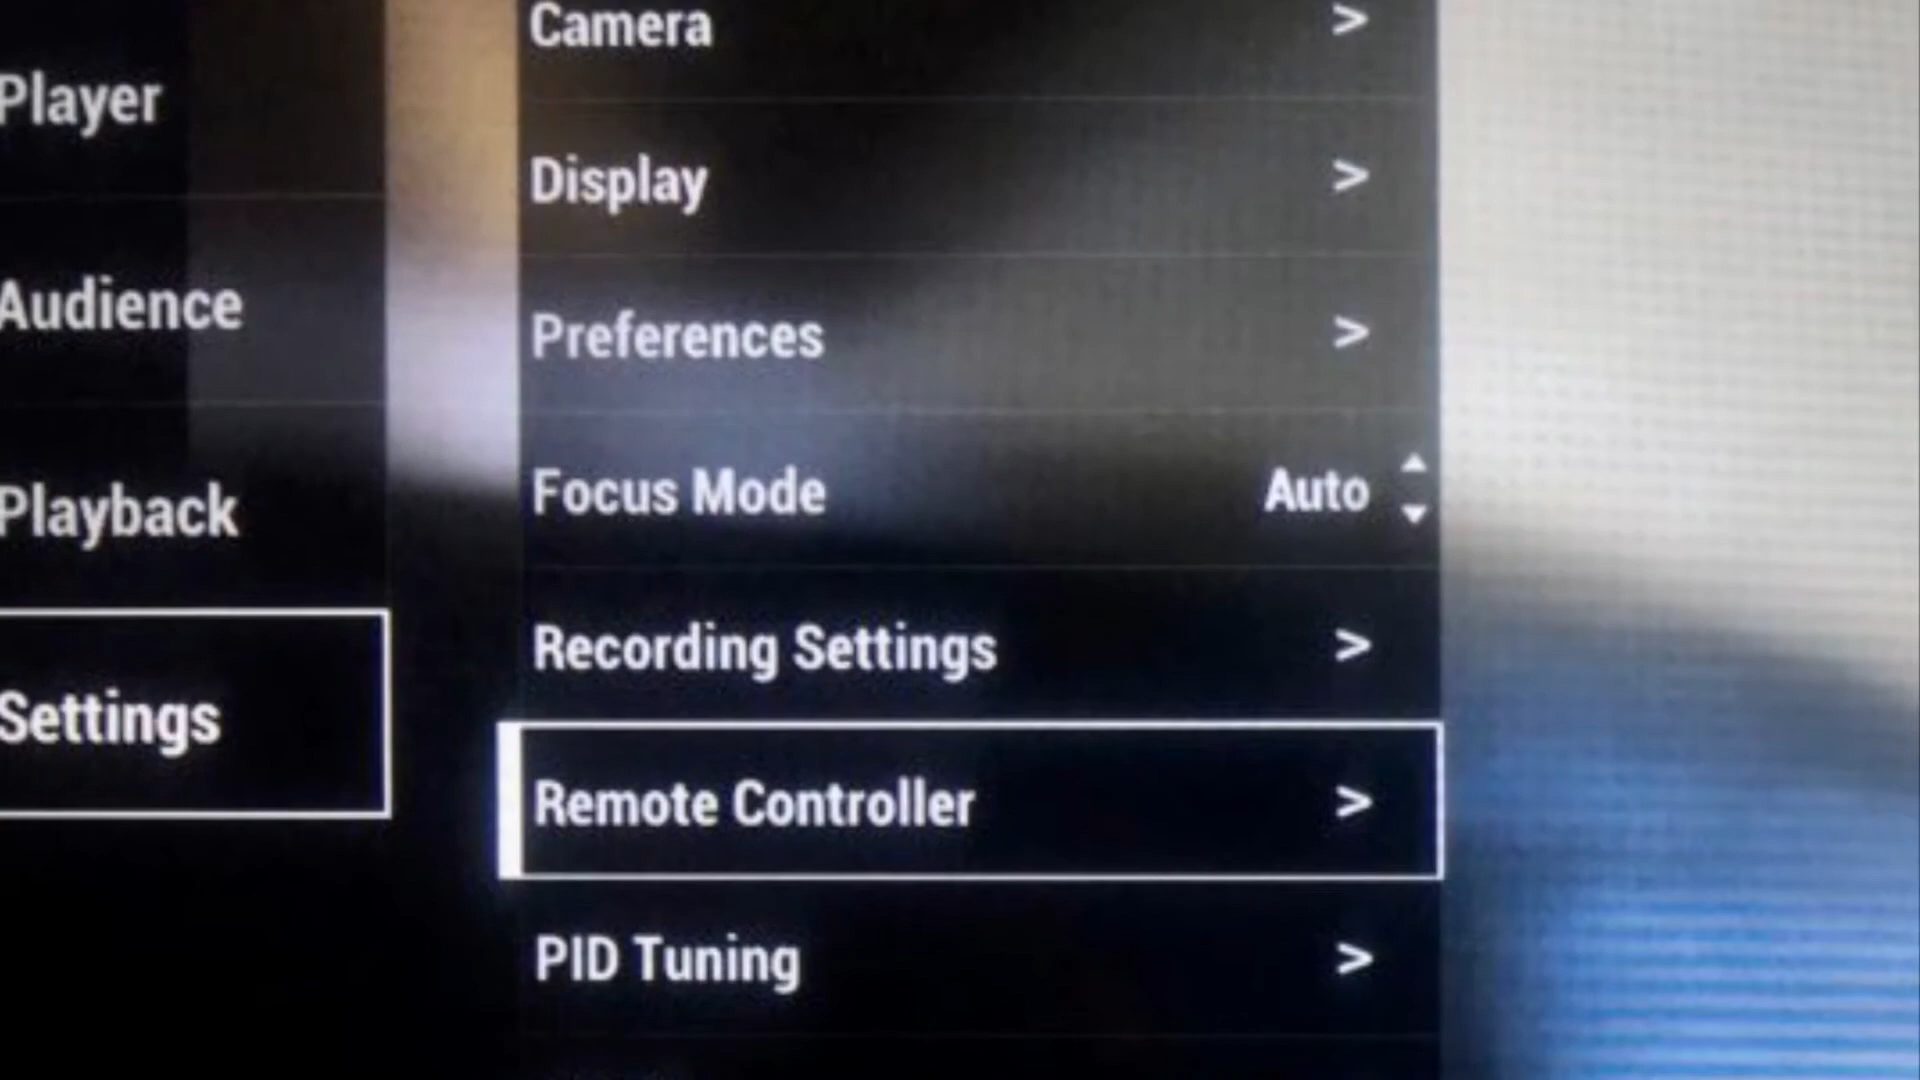 Player
Audience
Playback
Settings
Camera >
Display >
Preferences >
Focus Mode Auto
Recording Settings >
Remote Controller >
PID Tuning >